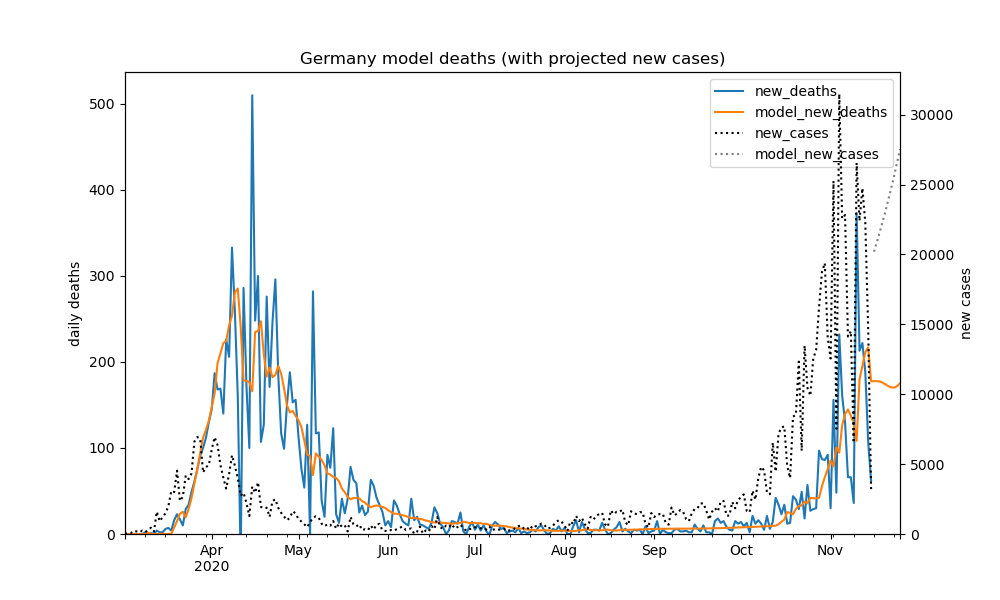 Germany model deaths (with projected new cases)
new_deaths
model_new_deaths
new_cases
model_new_cases
daily deaths
new cases
500
400
300
200
100
0
30000
25000
20000
15000
10000
5000
0
Apr May Jun Jul Aug Sep Oct Nov
2020